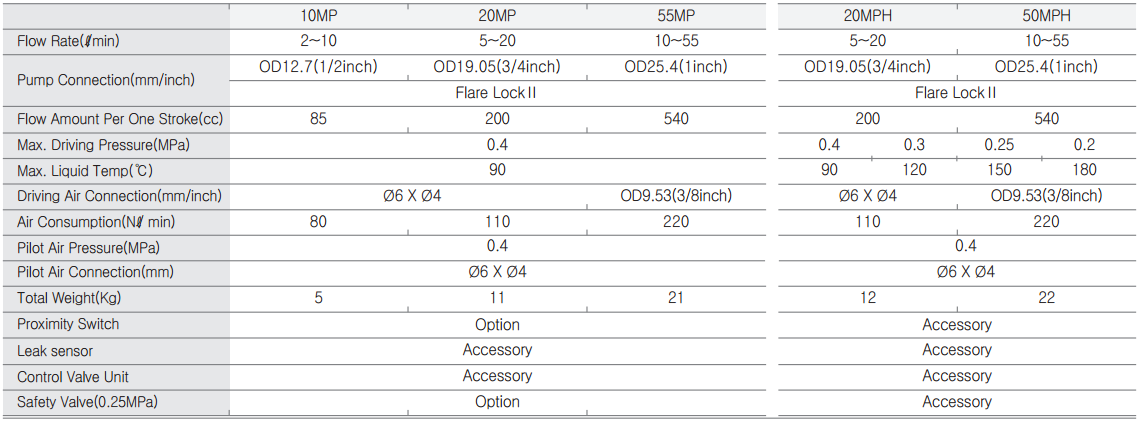 10MP 20MP 55MP 20MPH 50MPH
Flow Rate(ℓ/min) 2~10 5~20 10~55 5~20 10~55
Pump Connection(mm/inch) OD12.7(1/2inch) OD19.05(3/4inch) OD25.4(1inch) OD19.05(3/4inch) OD25.4(1inch)
Flare LockⅡ Flare LockⅡ
Flow Amount Per One Stroke(cc) 85 200 540 200 540
Max. Driving Pressure(MPa) 0.4 0.4 0.3 0.25 0.2
Max. Liquid Temp(℃) 90 90 120 150 180
Driving Air Connection(mm/inch) Ø6 X Ø4 OD9.53(3/8inch) Ø6 X Ø4 OD9.53(3/8inch)
Air Consumption(Nℓ/ min) 80 110 220 110 220
Pilot Air Pressure(MPa) 0.4 0.4
Pilot Air Connection(mm) Ø6 X Ø4 Ø6 X Ø4
Total Weight(Kg) 5 11 21 12 22
Proximity Switch Option Accessory
Leak sensor Accessory Accessory
Control Valve Unit Accessory Accessory
Safety Valve(0.25MPa) Option Accessory